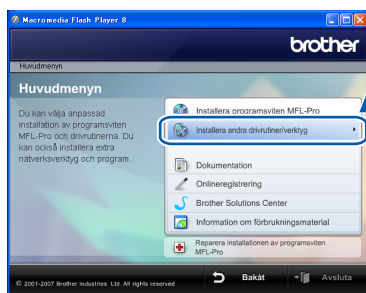 Macromedia Flash Player 8
brother
Huvudmenyn
Huvudmenyn
Du kan välja anpassad
installation av programsviten
MFL-Pro och drivrutinerna. Du
kan också installera extra
nätverksverktyg och program.
Installera programsviten MFL-Pro
Installera andra drivrutiner/verktyg
Dokumentation
Onlineregistrering
Brother Solutions Center
Information om förbrukningsmaterial
Reparera installationen av programsviten
MFL-Pro
© 2001-2007 Brother Industries Ltd. All rights reserved
Bakåt
Avsluta